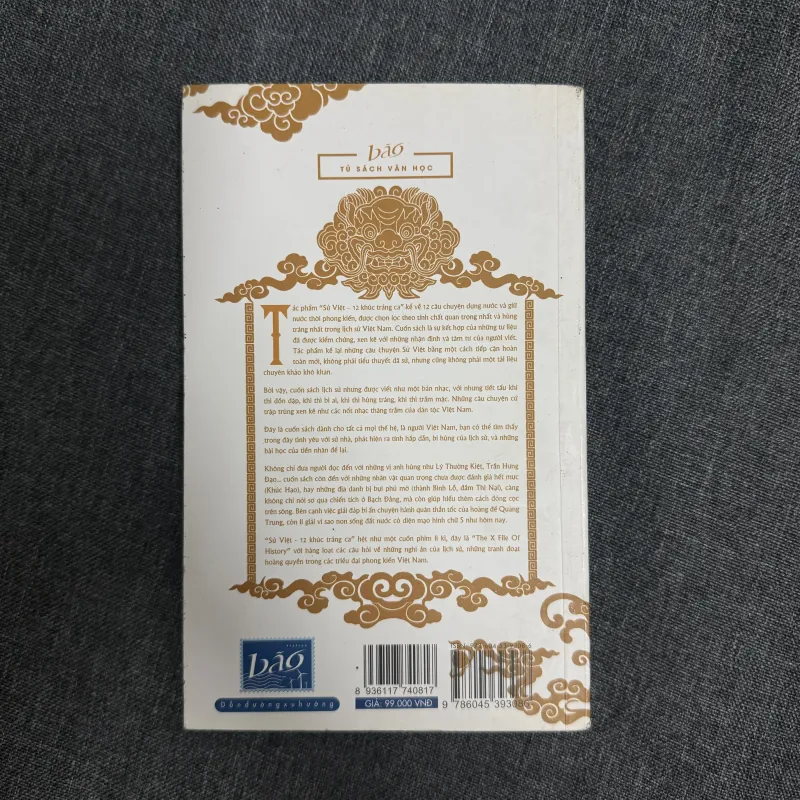 bão
TỦ SÁCH VĂN HỌC
Tác phẩm "Sử Việt - 12 khúc tráng ca" kể về 12 câu chuyện dựng nước và giữ
nước thời phong kiến, được chọn lọc theo tính chất quan trọng nhất và hùng
tráng nhất trong lịch sử Việt Nam. Cuốn sách là sự kết hợp của những tư liệu
đã được kiểm chứng, xen kẽ với những nhận định và tâm tư của người viết.
Tác phẩm kể lại những câu chuyện Sử Việt bằng một cách tiếp cận hoàn
toàn mới, không phải tiểu thuyết dã sử, nhưng cũng không phải một tài liệu
chuyên khảo khô khan.
Bởi vậy, cuốn sách lịch sử nhưng được viết như một bản nhạc, với những tiết tấu khi
thì dồn dập, khi thì bi ai, khi thì hùng tráng, khi thì trầm mặc. Những câu chuyện cứ
trập trùng xen kẽ như các nốt nhạc thăng trầm của dân tộc Việt Nam.
Đây là cuốn sách dành cho tất cả mọi thế hệ, là người Việt Nam, bạn có thể tìm thấy
trong đây tình yêu với sử nhà, phát hiện ra tính hấp dẫn, bi hùng của lịch sử, và những
bài học của tiền nhân để lại.
Không chỉ đưa người đọc đến với những vị anh hùng như Lý Thường Kiệt, Trần Hưng
Đạo... cuốn sách còn đến với những nhân vật quan trọng chưa được đánh giá hết mực
(Khúc Hạo), hay những địa danh bị bụi phủ mờ (thành Bình Lỗ, đầm Thị Nại), càng
không chỉ nói sơ qua chiến tích ở Bạch Đằng, mà còn giúp hiểu thêm cách đóng cọc
trên sông. Bên cạnh việc giải đáp bí ẩn chuyện hành quân thần tốc của hoàng đế Quang
Trung, còn lí giải vì sao non sông đất nước có diện mạo hình chữ S như hôm nay.
"Sử Việt - 12 khúc tráng ca" hệt như một cuốn phim li kì, đây là "The X File Of
History" với hàng loạt các câu hỏi về những nghi án của lịch sử, những tranh đoạt
hoàng quyền trong các triều đại phong kiến Việt Nam.
bão
Dẫn đường xu hướng
8 936117 740817
GIÁ: 99.000 VNĐ
9 786045 39308